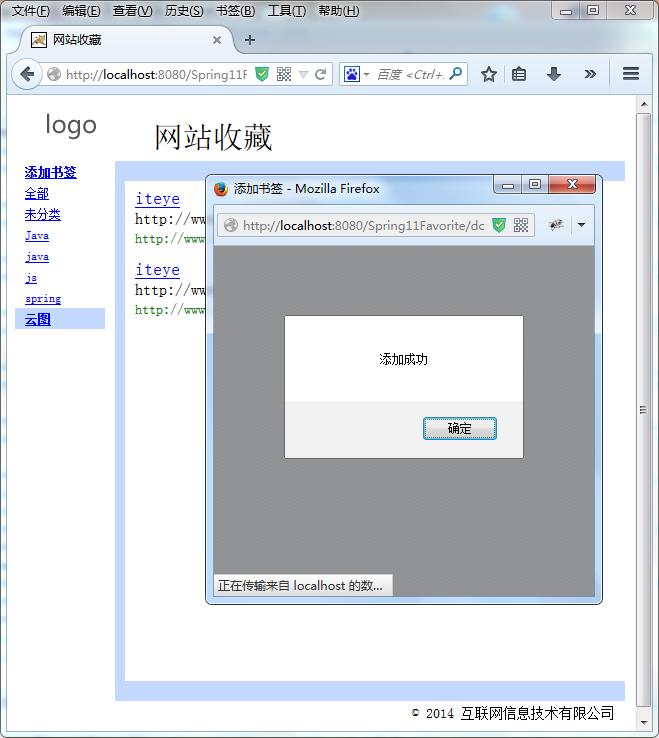 文件(F) 编辑(E) 查看(V) 历史(S) 书签(B) 工具(T) 帮助(H)
网站收藏
http://localhost:8080/Spring11F
百度 <Ctrl+.
logo
网站收藏
添加书签
全部
未分类
Java
java
js
spring
云图
iteye
http://ww
http://www
iteye
http://ww
http://www
添加书签 - Mozilla Firefox
http://localhost:8080/Spring11Favorite/dc
添加成功
确定
正在传输来自 localhost 的数...
© 2014 互联网信息技术有限公司